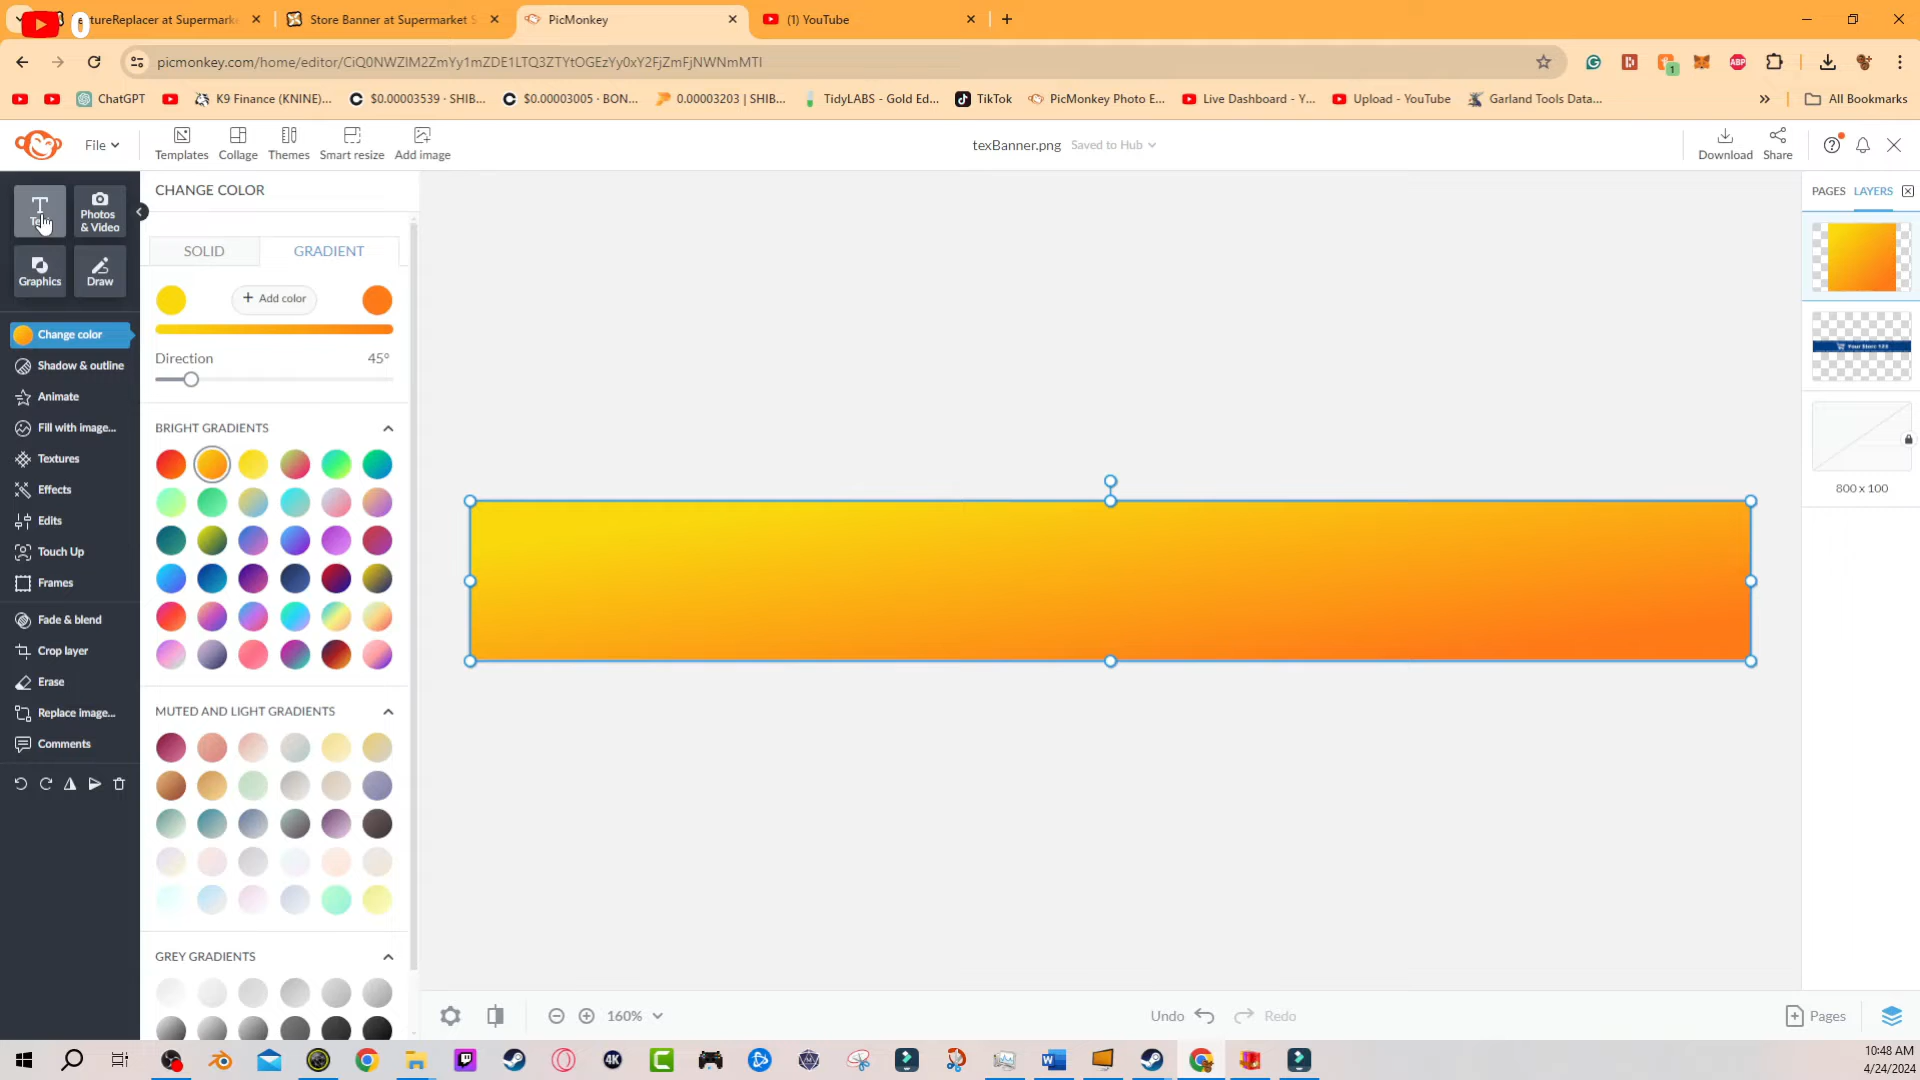 tureReplacer at Supermarke
Store Banner at Supermarket S
PicMonkey
(1) YouTube
picmonkey.com/home/editor/CiQ0NWZlM2ZmYy1mZDE1LTQ3ZTYtOGEzYy0xY2FjZmFjNWNmMTI
ChatGPT
K9 Finance (KNINE)...
$0.00003539 · SHIB...
$0.00003005 · BON...
0.00003203 | SHIB...
TidyLABS - Gold Ed...
TikTok
PicMonkey Photo E...
Live Dashboard - Y...
Upload - YouTube
Garland Tools Data...
All Bookmarks
File
Templates
Collage
Themes
Smart resize
Add image
texBanner.png
Saved to Hub
Download
Share
Photos & Video
Graphics
Draw
Change color
Shadow & outline
Animate
Fill with image...
Textures
Effects
Edits
Touch Up
Frames
Fade & blend
Crop layer
Erase
Replace image...
Comments
CHANGE COLOR
SOLID
GRADIENT
+ Add color
Direction
45°
BRIGHT GRADIENTS
MUTED AND LIGHT GRADIENTS
GREY GRADIENTS
PAGES
LAYERS
Your Store 123
800 x 100
160%
Undo
Redo
Pages
10:48 AM
4/24/2024